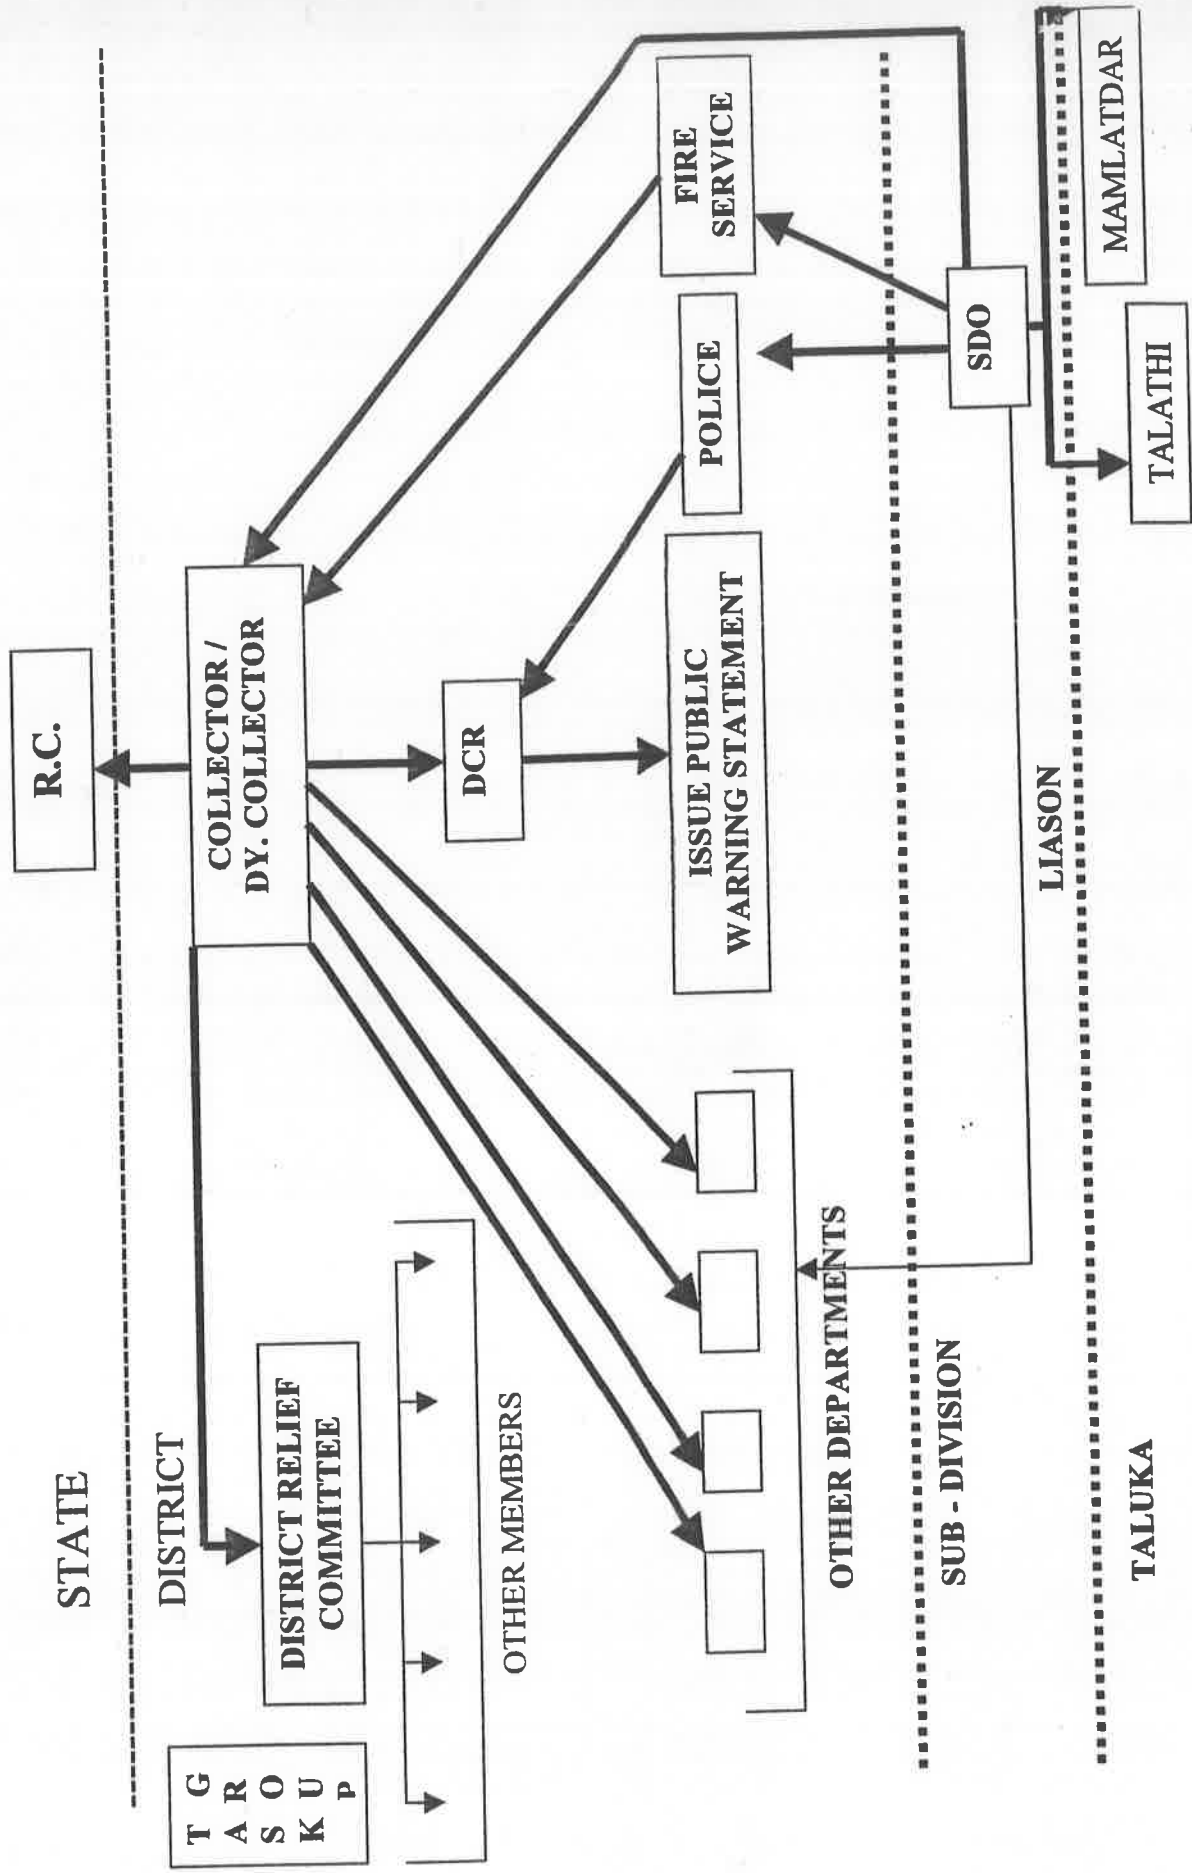 R.C.
STATE
DISTRICT
COLLECTOR /
DY. COLLECTOR
T G
A R
S O
K U
P
DISTRICT RELIEF
COMMITTEE
OTHER MEMBERS
DCR
ISSUE PUBLIC
WARNING STATEMENT
POLICE
FIRE
SERVICE
OTHER DEPARTMENTS
SUB - DIVISION
SDO
LIASON
TALUKA
TALATHI
MAMLATDAR